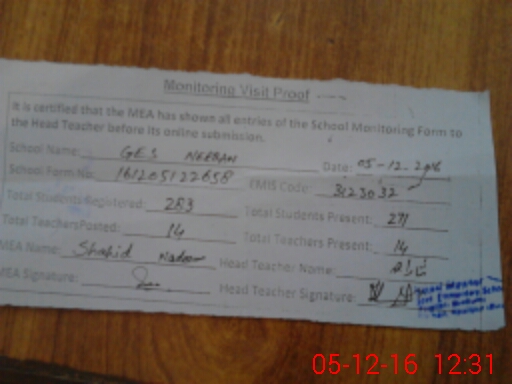 Monitoring Visit Proof
It is certified that the MEA has shown all entries of the School Monitoring Form to
the Head Teacher before its online submission.
School Name: GES NEEBAN Date: 05-12-2016
School Form No: 161205122658 EMIS Code: 3123032
Total Students Registered: 283 Total Students Present: 271
Total TeachersPosted: 14 Total Teachers Present: 14
MEA Name: Shahid Nadeem Head Teacher Name:
MEA Signature: Head Teacher Signature:
05-12-16 12:31